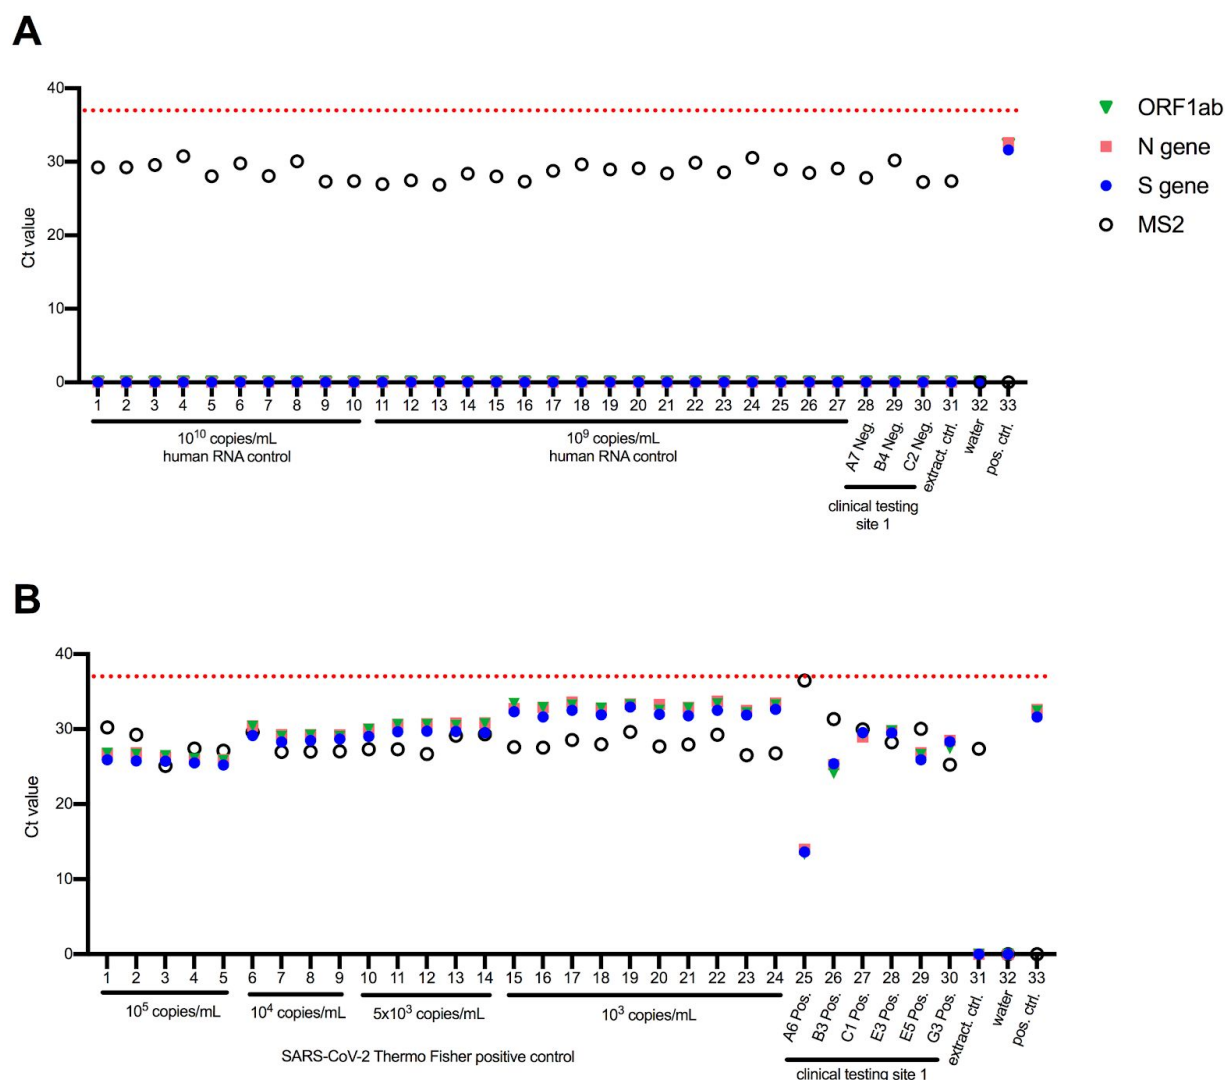 A
40
30
20
10
0
Ct value
ORF1ab
N gene
S gene
MS2
1 2 3 4 5 6 7 8 9 10 11 12 13 14 15 16 17 18 19 20 21 22 23 24 25 26 27 28 29 30 31 32 33
10¹⁰ copies/mL
human RNA control
10⁹ copies/mL
human RNA control
A7 Neg.
B4 Neg.
C2 Neg.
extract. ctrl.
water
pos. ctrl.
clinical testing
site 1
B
40
30
20
10
0
Ct value
1 2 3 4 5 6 7 8 9 10 11 12 13 14 15 16 17 18 19 20 21 22 23 24 25 26 27 28 29 30 31 32 33
10⁵ copies/mL
10⁴ copies/mL
5x10³ copies/mL
10³ copies/mL
A6 Pos.
B3 Pos.
C1 Pos.
E3 Pos.
E5 Pos.
G3 Pos.
extract. ctrl.
water
pos. ctrl.
SARS-CoV-2 Thermo Fisher positive control
clinical testing site 1